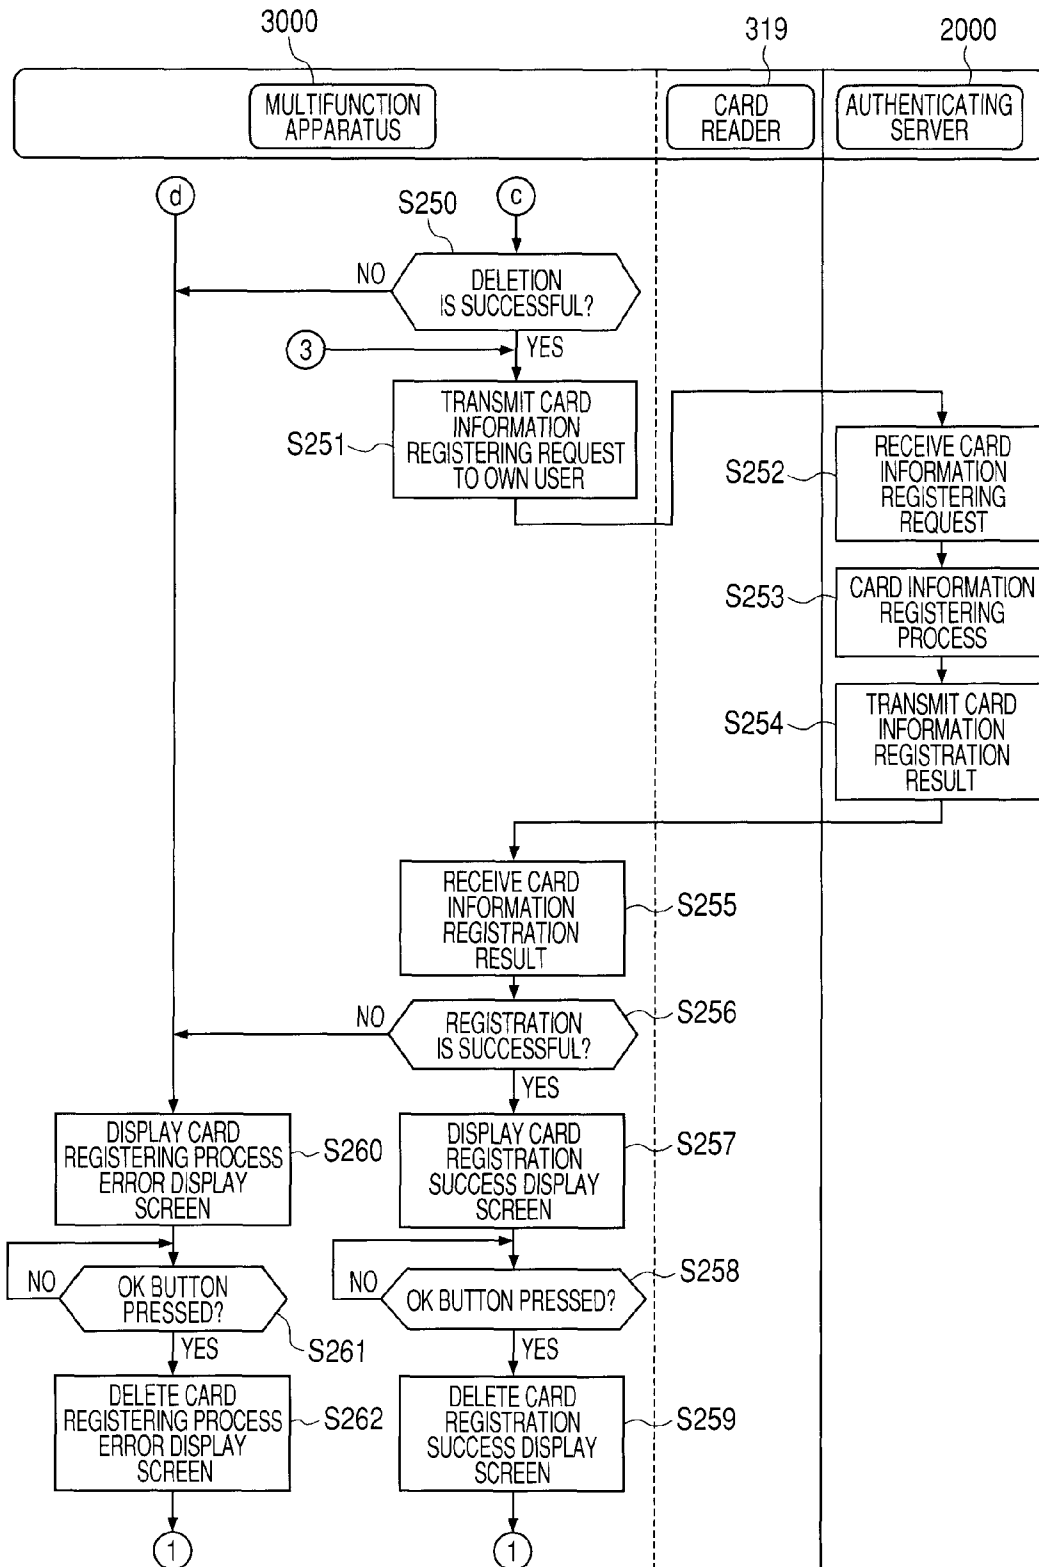 3000
319
2000
MULTIFUNCTION
APPARATUS
CARD
READER
AUTHENTICATING
SERVER
d
c
S250
NO
DELETION
IS SUCCESSFUL?
3
YES
TRANSMIT CARD
INFORMATION
REGISTERING REQUEST
TO OWN USER
S251
RECEIVE CARD
INFORMATION
REGISTERING
REQUEST
S252
CARD INFORMATION
REGISTERING
PROCESS
S253
TRANSMIT CARD
INFORMATION
REGISTRATION
RESULT
S254
RECEIVE CARD
INFORMATION
REGISTRATION
RESULT
S255
NO
REGISTRATION
IS SUCCESSFUL?
S256
YES
DISPLAY CARD
REGISTERING PROCESS
ERROR DISPLAY
SCREEN
S260
DISPLAY CARD
REGISTRATION
SUCCESS DISPLAY
SCREEN
S257
NO
OK BUTTON
PRESSED?
S261
YES
NO
OK BUTTON PRESSED?
S258
YES
DELETE CARD
REGISTERING PROCESS
ERROR DISPLAY
SCREEN
S262
DELETE CARD
REGISTRATION
SUCCESS DISPLAY
SCREEN
S259
1
1